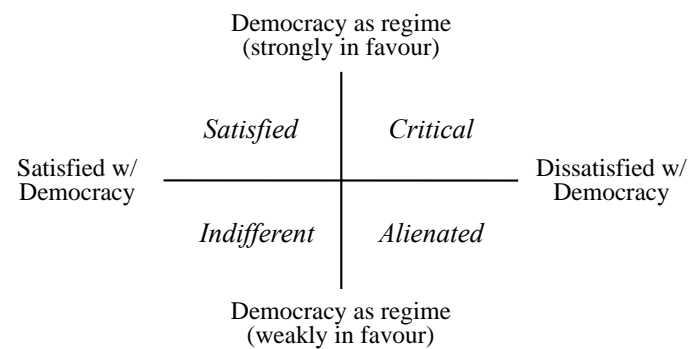 Democracy as regime
(strongly in favour)
Satisfied
Critical
Satisfied w/
Democracy
Dissatisfied w/
Democracy
Indifferent
Alienated
Democracy as regime
(weakly in favour)